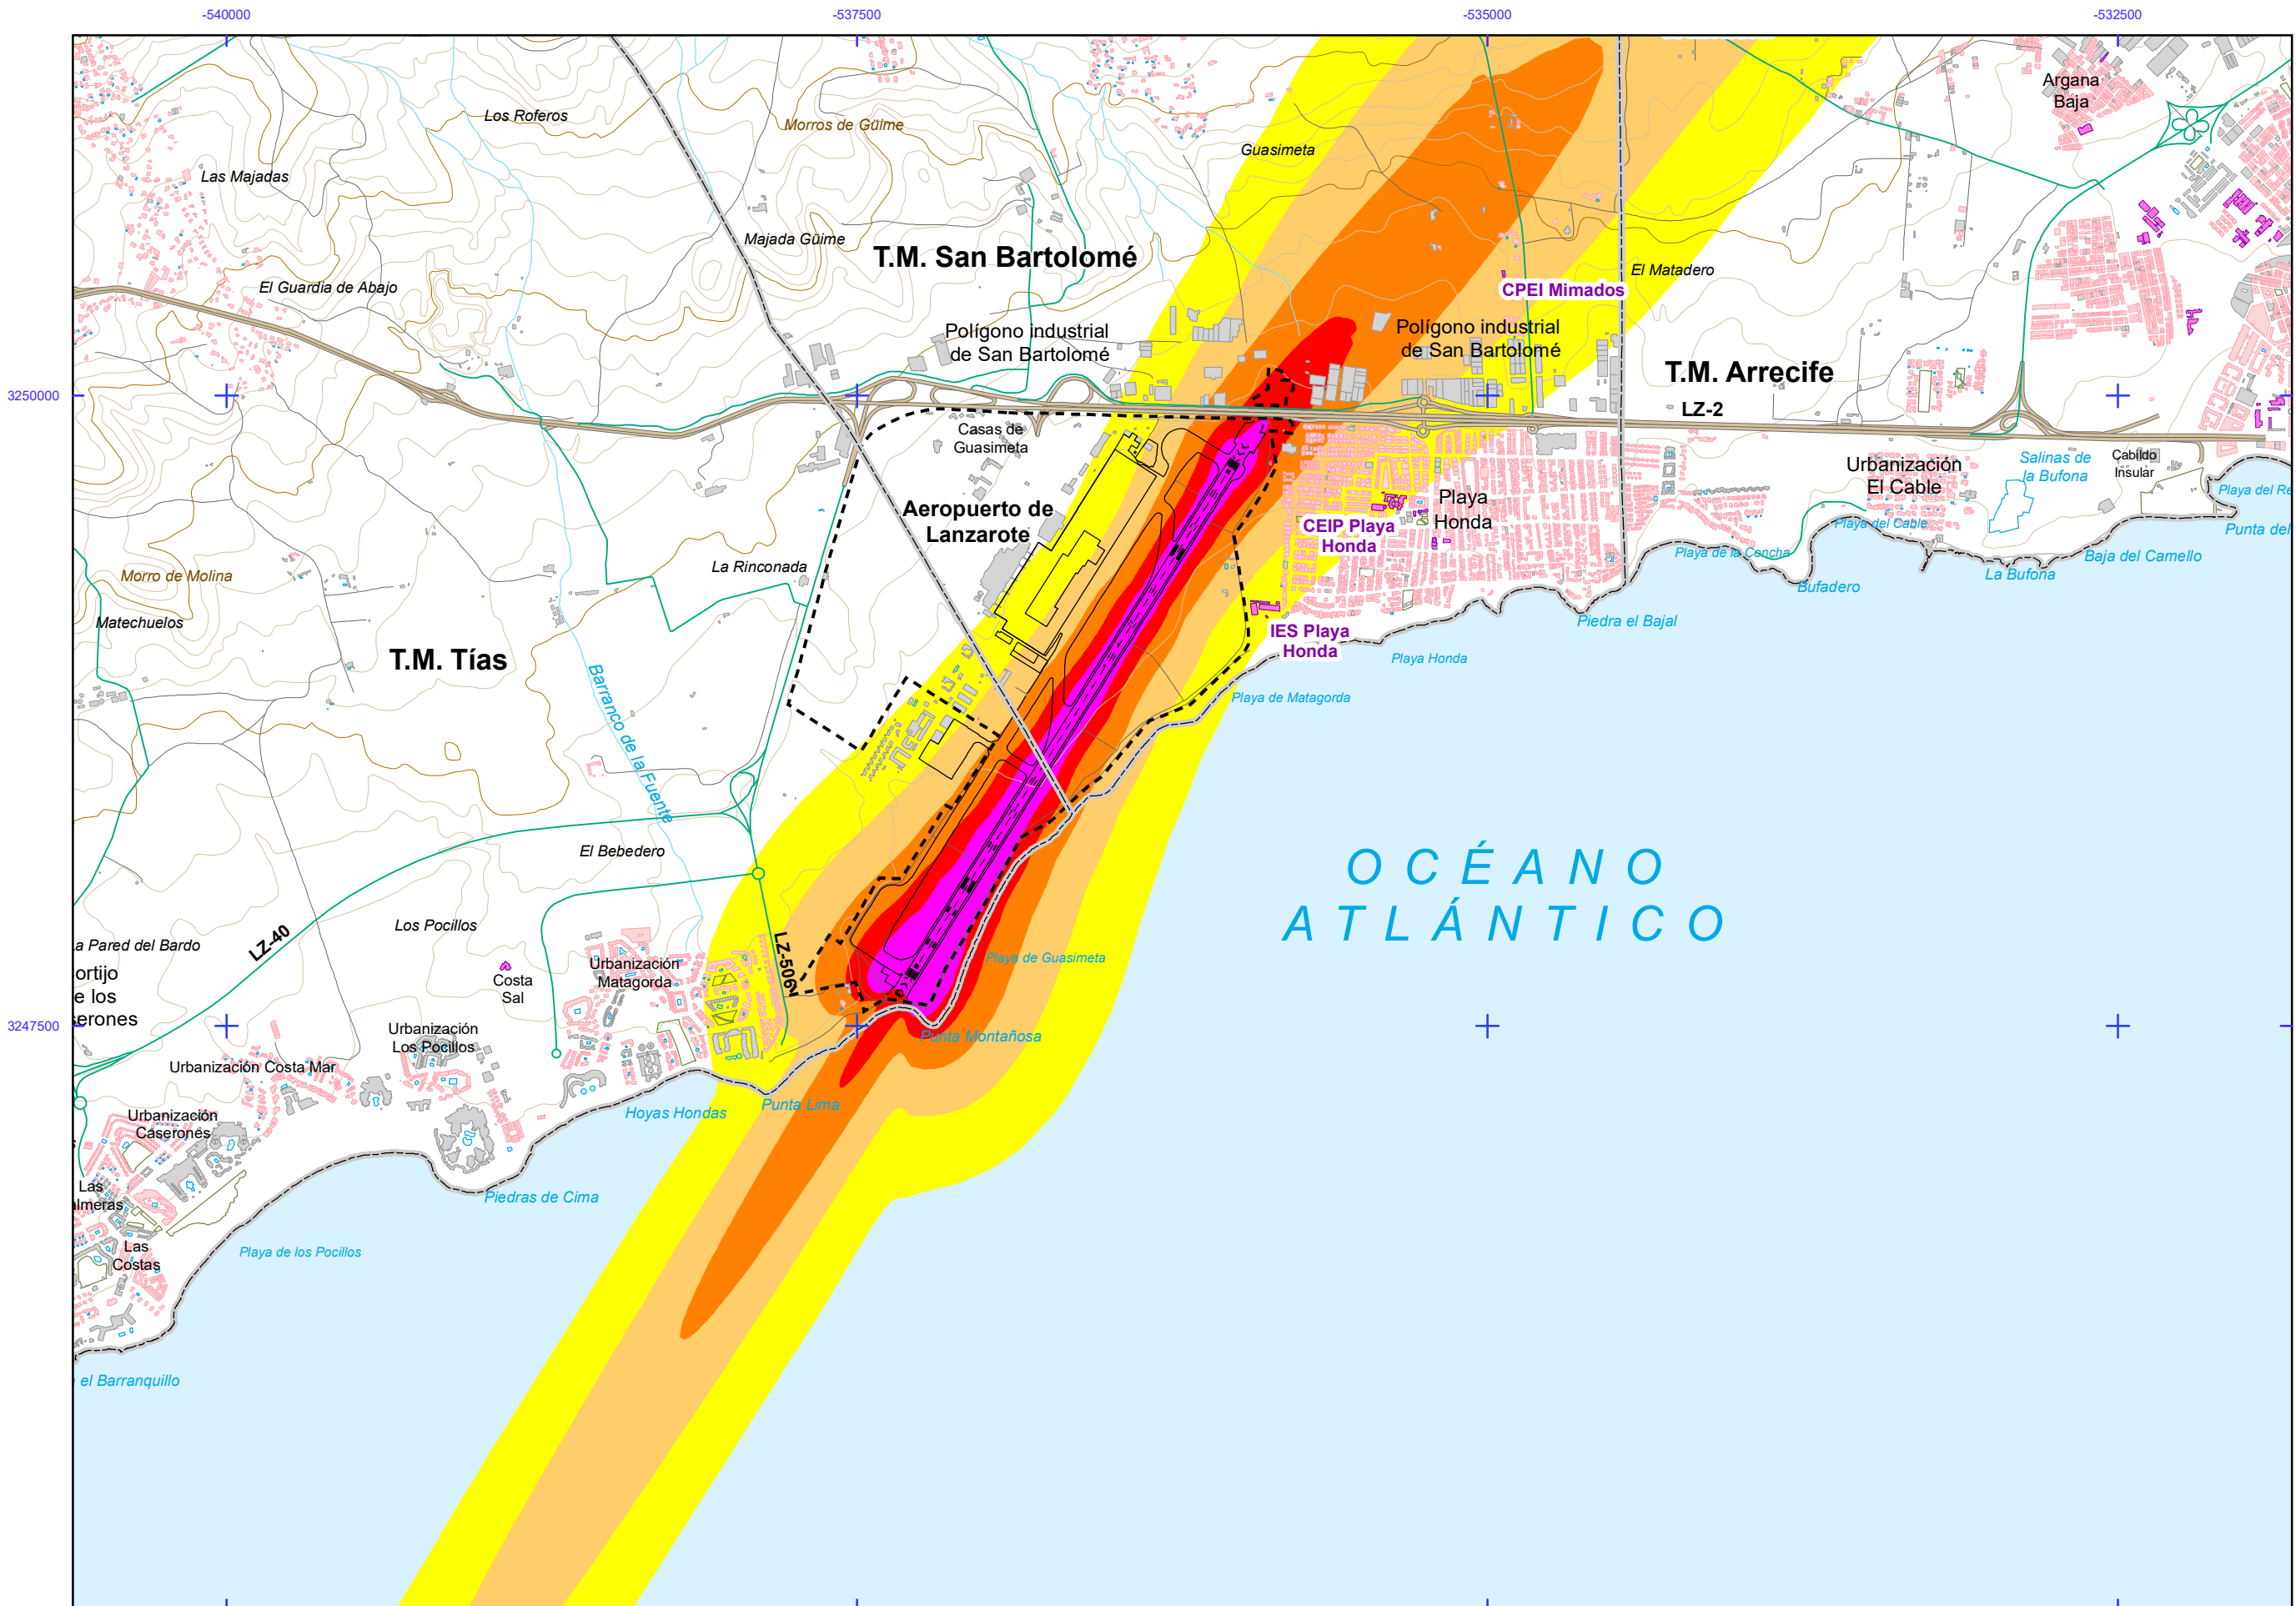 -540000
-537500
-535000
-532500
Argana
Baja
Los Roferos
Morros de Güime
Guasimeta
Las Majadas
Majada Güime
T.M. San Bartolomé
El Matadero
El Guardia de Abajo
CPEI Mimados
Polígono industrial
de San Bartolomé
Polígono industrial
de San Bartolomé
T.M. Arrecife
3250000
LZ-2
Casas de
Guasimeta
Cabildo
Insular
Salinas de
la Bufona
Urbanización
El Cable
Playa del Re
Playa
Honda
Aeropuerto de
Lanzarote
CEIP Playa
Honda
Playa del Cable
Punta del
Playa de la Concha
Baja del Camello
La Rinconada
La Bufona
Morro de Molina
Bufadero
Matechuelos
Piedra el Bajal
IES Playa
Honda
T.M. Tías
Playa Honda
Barranco de la Fuente
Playa de Matagorda
El Bebedero
OCÉANO
ATLÁNTICO
Los Pocillos
LZ-40
a Pared del Bardo
LZ-506
Playa de Guasimeta
ortijo
e los
serones
Costa
Sal
Urbanización
Matagorda
3247500
Urbanización
Los Pocillos
Punta Montañosa
Urbanización Costa Mar
Punta Lima
Hoyas Hondas
Urbanización
Caserones
s
Las
lmeras
Piedras de Cima
Las
Costas
Playa de los Pocillos
el Barranquillo